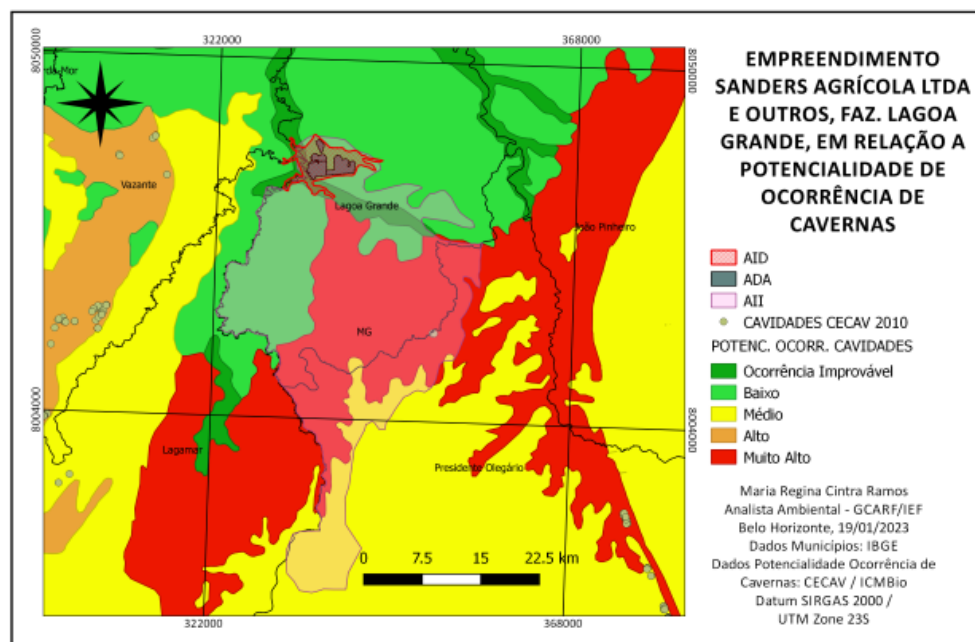 322000
368000
8050000
8050000
da-Mor
Vazante
Lagoa Grande
João Pinheiro
MG
8004000
8004000
Lagamar
Presidente Olegário
0 7.5 15 22.5 km
322000
368000
EMPREENDIMENTO
SANDERS AGRÍCOLA LTDA
E OUTROS, FAZ. LAGOA
GRANDE, EM RELAÇÃO A
POTENCIALIDADE DE
OCORRÊNCIA DE
CAVERNAS
AID
ADA
AII
CAVIDADES CECAV 2010
POTENC. OCORR. CAVIDADES
Ocorrência Improvável
Baixo
Médio
Alto
Muito Alto
Maria Regina Cintra Ramos
Analista Ambiental - GCARF/IEF
Belo Horizonte, 19/01/2023
Dados Municípios: IBGE
Dados Potencialidade Ocorrência de
Cavernas: CECAV / ICMBio
Datum SIRGAS 2000 /
UTM Zone 23S